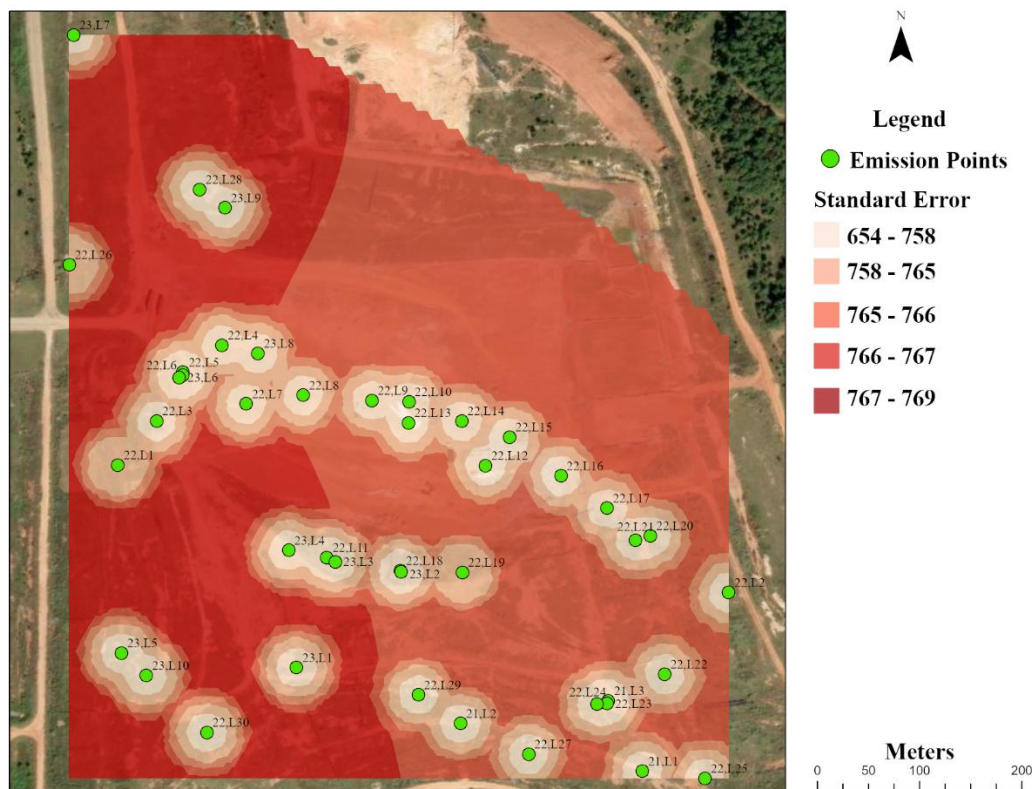 23,L7
N
Legend
Emission Points
Standard Error
654 - 758
758 - 765
765 - 766
766 - 767
767 - 769
22,L28
23,L9
22,L26
22,L4
23,L8
22,L5
22,L6
23,L6
22,L7
22,L8
22,L9
22,L10
22,L3
22,L13
22,L14
22,L15
22,L1
22,L12
22,L16
22,L17
22,L20
22,L21
23,L4
22,L11
23,L3
22,L18
23,L2
22,L19
22,L2
23,L5
23,L10
23,L1
22,L22
22,L29
21,L3
22,L24
22,L23
21,L2
22,L30
22,L27
21,L1
22,L25
Meters
0 50 100 200